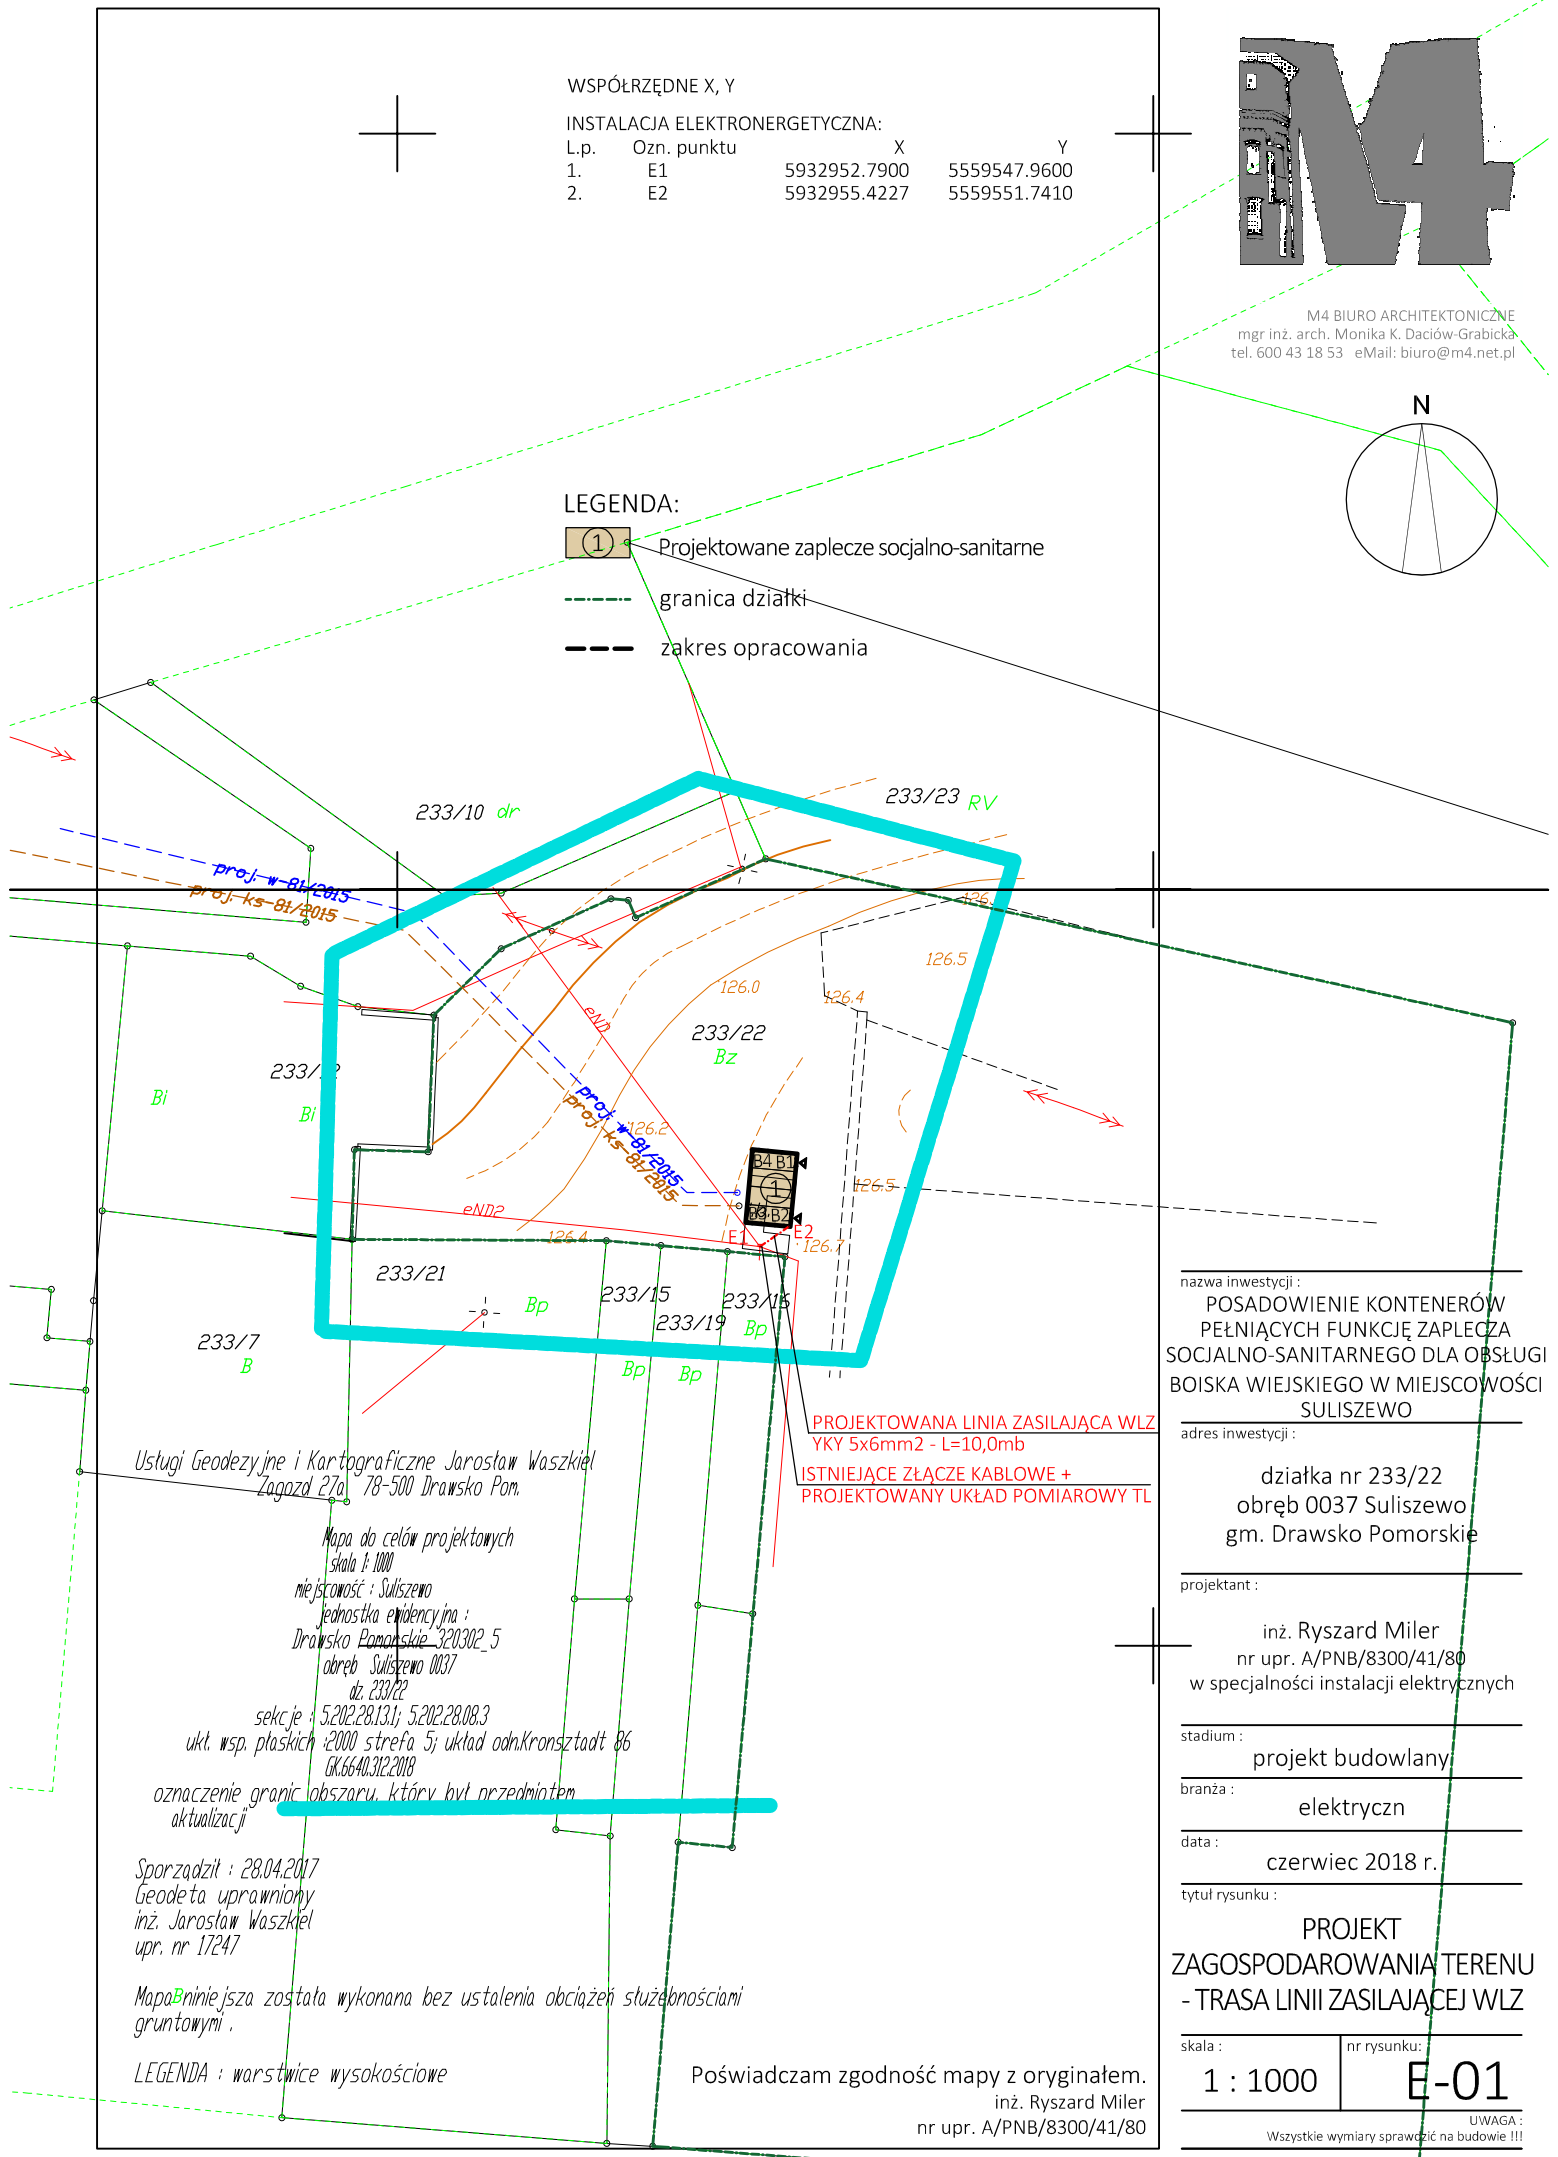 WSPÓŁRZĘDNE X, Y
INSTALACJA ELEKTRONERGETYCZNA:
L.p. Ozn. punktu X Y
1. E1 5932952.7900 5559547.9600
2. E2 5932955.4227 5559551.7410
M4
M4 BIURO ARCHITEKTONICZNE
mgr inż. arch. Monika K. Daciów-Grabicka
tel. 600 43 18 53 eMail: biuro@m4.net.pl
N
LEGENDA:
1 Projektowane zaplecze socjalno-sanitarne
granica działki
zakres opracowania
233/10 dr
233/23 RV
proj. w-81/2015
proj. ks-81/2015
126.5
126.0
126.4
eND
233/22
Bz
233/12
Bi
Bi
proj. w-81/2015
proj. ks-81/2015
126.2
B4 B1
1
B3 B2
126.5
eND2
126.4
E1
E2
126.7
233/21
Bp
233/15
233/19
233/16
Bp
233/7
B
Bp
Bp
PROJEKTOWANA LINIA ZASILAJĄCA WLZ
YKY 5x6mm2 - L=10,0mb
ISTNIEJĄCE ZŁĄCZE KABLOWE +
PROJEKTOWANY UKŁAD POMIAROWY TL
Usługi Geodezyjne i Kartograficzne Jarosław Waszkiel
Zagozd 27a 78-500 Drawsko Pom.
Mapa do celów projektowych
skala 1: 1000
miejscowość : Suliszewo
jednostka ewidencyjna :
Drawsko Pomorskie 320302_5
obręb Suliszewo 0037
dz. 233/22
sekcje : 5.202.28.13.1; 5.202.28.08.3
ukł. wsp. płaskich :2000 strefa 5; układ odn.Kronsztadt 86
GK.6640.312.2018
oznaczenie granic obszaru, który był przedmiotem
aktualizacji
Sporządził : 28.04.2017
Geodeta uprawniony
inż. Jarosław Waszkiel
upr. nr 17247
Mapa B niniejsza została wykonana bez ustalenia obciążeń służebnościami
gruntowymi .
LEGENDA : warstwice wysokościowe
Poświadczam zgodność mapy z oryginałem.
inż. Ryszard Miler
nr upr. A/PNB/8300/41/80
nazwa inwestycji :
POSADOWIENIE KONTENERÓW
PEŁNIĄCYCH FUNKCJĘ ZAPLECZA
SOCJALNO-SANITARNEGO DLA OBSŁUGI
BOISKA WIEJSKIEGO W MIEJSCOWOŚCI
SULISZEWO
adres inwestycji :
działka nr 233/22
obręb 0037 Suliszewo
gm. Drawsko Pomorskie
projektant :
inż. Ryszard Miler
nr upr. A/PNB/8300/41/80
w specjalności instalacji elektrycznych
stadium :
projekt budowlany
branża :
elektryczn
data :
czerwiec 2018 r.
tytuł rysunku :
PROJEKT
ZAGOSPODAROWANIA TERENU
- TRASA LINII ZASILAJĄCEJ WLZ
skala :
1 : 1000
nr rysunku:
E-01
UWAGA :
Wszystkie wymiary sprawdzić na budowie !!!